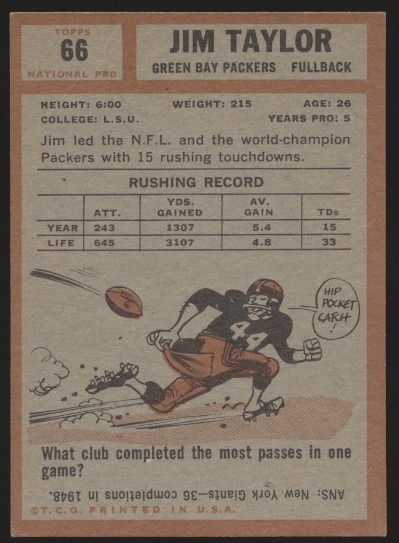 TOPPS
66
NATIONAL PRO
JIM TAYLOR
GREEN BAY PACKERS FULLBACK
HEIGHT: 6:00 WEIGHT: 215 AGE: 26
COLLEGE: L.S.U. YEARS PRO: 5
Jim led the N.F.L. and the world-champion
Packers with 15 rushing touchdowns.
RUSHING RECORD
ATT. YDS. GAINED AV. GAIN TDs
YEAR 243 1307 5.4 15
LIFE 645 3107 4.8 33
HIP
POCKET
CATCH!
44
What club completed the most passes in one
game?
ANS: New York Giants—36 completions in 1948.
©T.C.G. PRINTED IN U.S.A.